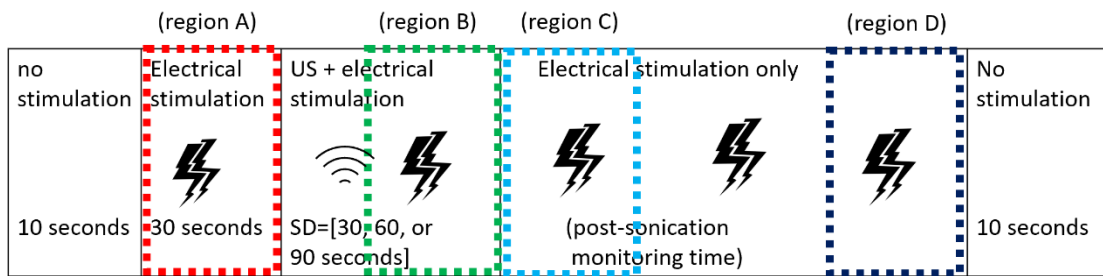 (region A)
(region B)
(region C)
(region D)
no
stimulation
10 seconds
Electrical
stimulation
30 seconds
US + electrical
stimulation
SD=[30, 60, or
90 seconds]
Electrical stimulation only
(post-sonication
monitoring time)
No
stimulation
10 seconds